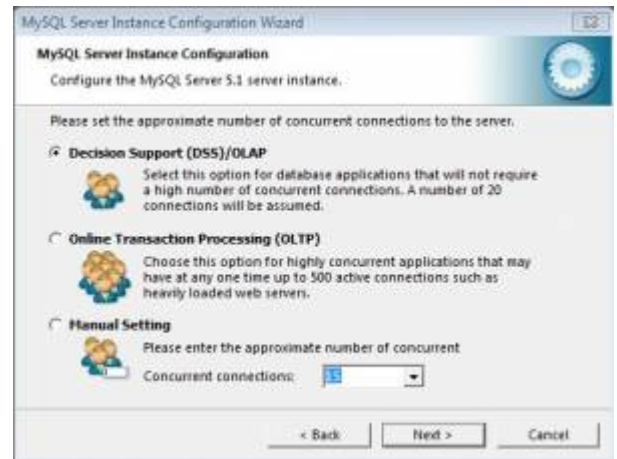 MySQL Server Instance Configuration Wizard
MySQL Server Instance Configuration
Configure the MySQL Server 5.1 server instance.
Please set the approximate number of concurrent connections to the server.
Decision Support (DSS)/OLAP
Select this option for database applications that will not require
a high number of concurrent connections. A number of 20
connections will be assumed.
Online Transaction Processing (OLTP)
Choose this option for highly concurrent applications that may
have at any one time up to 500 active connections such as
heavily loaded web servers.
Manual Setting
Please enter the approximate number of concurrent
Concurrent connections: 15
< Back
Next >
Cancel